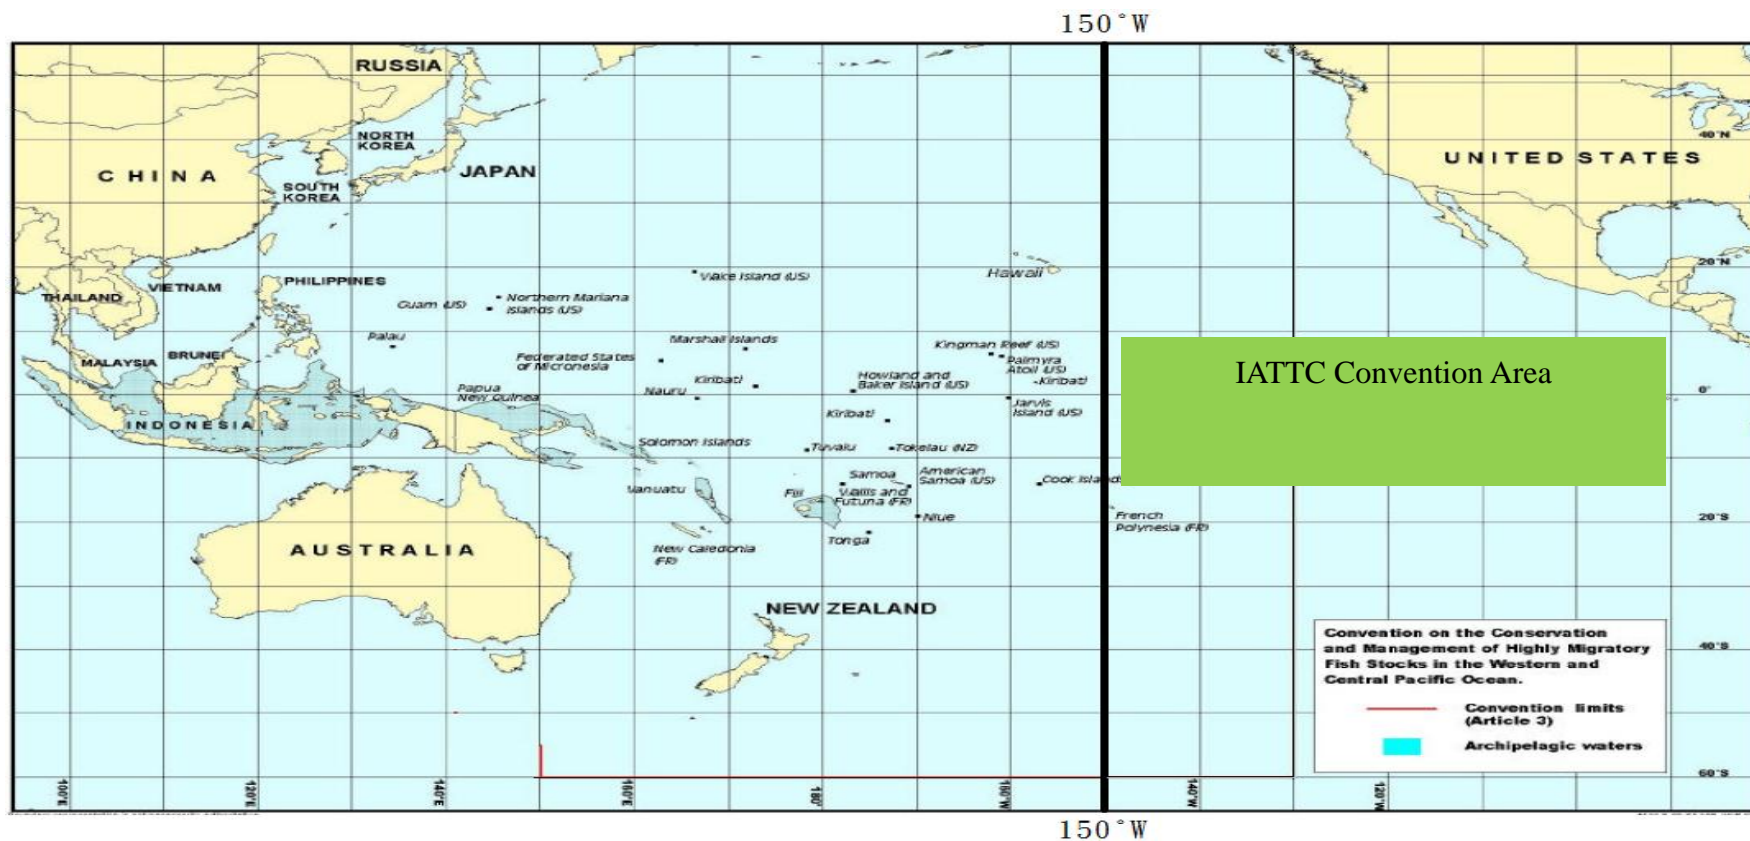 150°W
RUSSIA
NORTH
KOREA
CHINA
JAPAN
SOUTH
KOREA
UNITED STATES
40°N
20°N
Wake Island (US)
Hawaii
PHILIPPINES
VIETNAM
THAILAND
Guam (US)
Northern Mariana
Islands (US)
Palau
Marshall Islands
Kingman Reef (US)
Palmyra
Atoll (US)
MALAYSIA
BRUNEI
Federated States
of Micronesia
Kiribati
Howland and
Baker Island (US)
Kiribati
IATTC Convention Area
Papua
New Guinea
Nauru
0°
Jarvis
Island (US)
INDONESIA
Kiribati
Solomon Islands
Tuvalu
Tokelau (NZ)
Samoa
American
Samoa (US)
Cook Island
Vanuatu
Fiji
Wallis and
Futuna (FR)
Niue
French
Polynesia (FR)
20°S
Tonga
AUSTRALIA
New Caledonia
(FR)
NEW ZEALAND
Convention on the Conservation
and Management of Highly Migratory
Fish Stocks in the Western and
Central Pacific Ocean.
40°S
Convention limits
(Article 3)
Archipelagic waters
60°S
100°E
120°E
140°E
160°E
180°
160°W
140°W
120°W
150°W